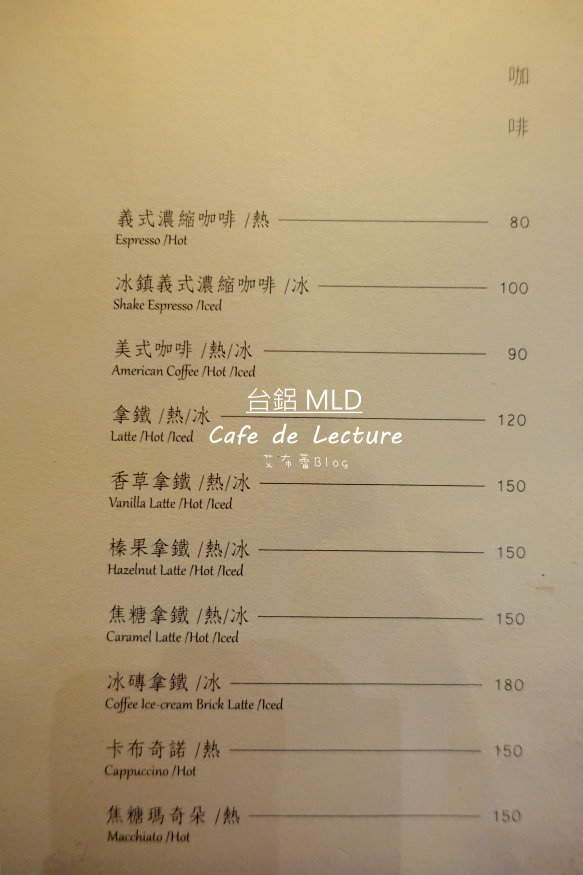 咖
啡
義式濃縮咖啡 /熱 80
Espresso /Hot
冰鎮義式濃縮咖啡 /冰 100
Shake Espresso /Iced
美式咖啡 /熱/冰 90
American Coffee /Hot /Iced
台鋁 MLD
拿鐵 /熱/冰 120
Latte /Hot /Iced
Cafe de Lecture
艾布蕾Blog
香草拿鐵 /熱/冰 150
Vanilla Latte /Hot /Iced
榛果拿鐵 /熱/冰 150
Hazelnut Latte /Hot /Iced
焦糖拿鐵 /熱/冰 150
Caramel Latte /Hot /Iced
冰磚拿鐵 /冰 180
Coffee Ice-cream Brick Latte /Iced
卡布奇諾 /熱 150
Cappuccino /Hot
焦糖瑪奇朵 /熱 150
Macchiato /Hot